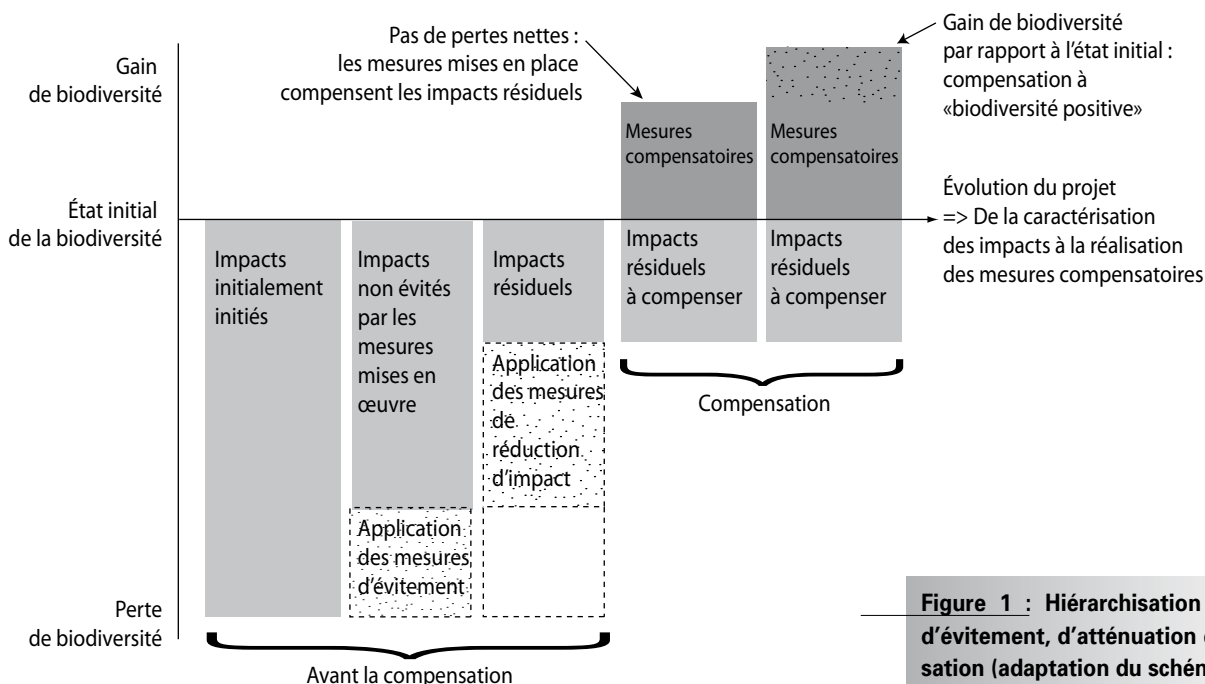 Pas de pertes nettes :
les mesures mises en place
compensent les impacts résiduels
Gain de biodiversité
par rapport à l'état initial :
compensation à
«biodiversité positive»
Gain
de biodiversité
Mesures
compensatoires
Mesures
compensatoires
État initial
de la biodiversité
Évolution du projet
=> De la caractérisation
des impacts à la réalisation
des mesures compensatoires
Impacts
initialement
initiés
Impacts
non évités
par les
mesures
mises en
œuvre
Impacts
résiduels
Impacts
résiduels
à compenser
Impacts
résiduels
à compenser
Application
des mesures
de
réduction
d'impact
Compensation
Application
des mesures
d'évitement
Perte
de biodiversité
Avant la compensation
Figure 1 : Hiérarchisation
d'évitement, d'atténuation
sation (adaptation du